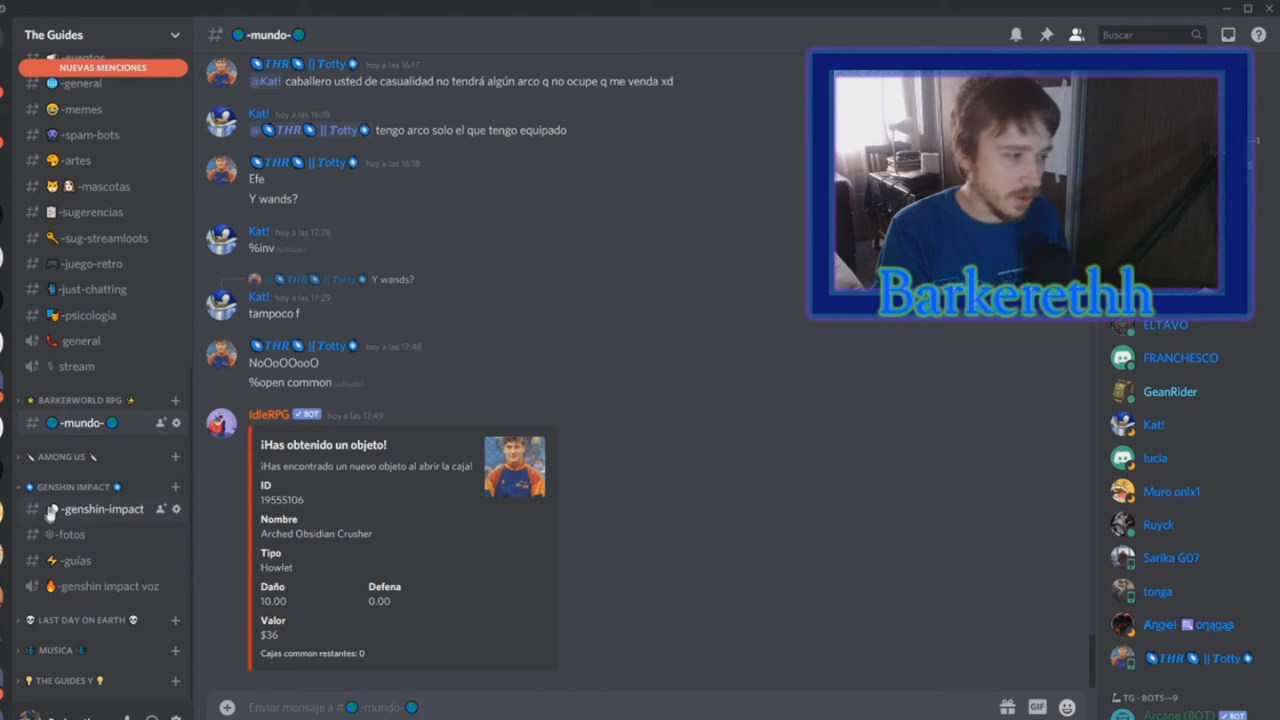 The Guides
-mundo-
Buscar
-eventos
NUEVAS MENCIONES
-general
-memes
-spam-bots
-artes
-mascotas
-sugerencias
-sug-streamloots
-juego-retro
-just-chatting
-psicologia
general
stream
BARKERWORLD RPG
-mundo-
AMONG US
GENSHIN IMPACT
-genshin-impact
-fotos
-guías
-genshin impact voz
LAST DAY ON EARTH
MUSICA
THE GUIDES Y
THR || Totty hoy a las 16:17
@Kat! caballero usted de casualidad no tendrá algún arco q no ocupe q me venda xd
Kat! hoy a las 16:18
@ THR || Totty tengo arco solo el que tengo equipado
THR || Totty hoy a las 16:18
Efe
Y wands?
Kat! hoy a las 17:28
%inv (editado)
@ THR || Totty Y wands?
Kat! hoy a las 17:29
tampoco f
THR || Totty hoy a las 17:48
NoOoOOooO
%open common (editado)
IdleRPG BOT hoy a las 17:49
¡Has obtenido un objeto!
¡Has encontrado un nuevo objeto al abrir la caja!
ID
19555106
Nombre
Arched Obsidian Crusher
Tipo
Howlet
Daño Defena
10.00 0.00
Valor
$36
Cajas common restantes: 0
Enviar mensaje a # -mundo-
GIF
Barkerethh
ELTAVO
FRANCHESCO
GeanRider
Kat!
lucia
Muro onlx1
Ruyck
Sarika G07
tonga
THR || Totty
TG - BOTS—9
Arcane (BOT) BOT